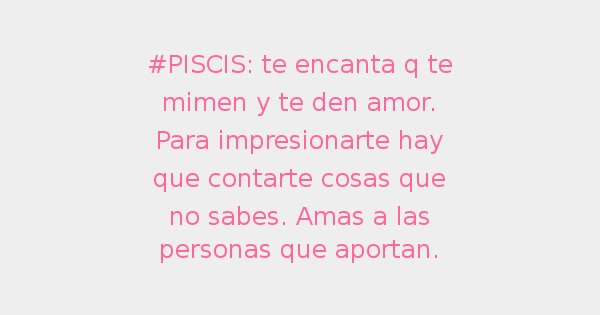 #PISCIS: te encanta q te
mimen y te den amor.
Para impresionarte hay
que contarte cosas que
no sabes. Amas a las
personas que aportan.